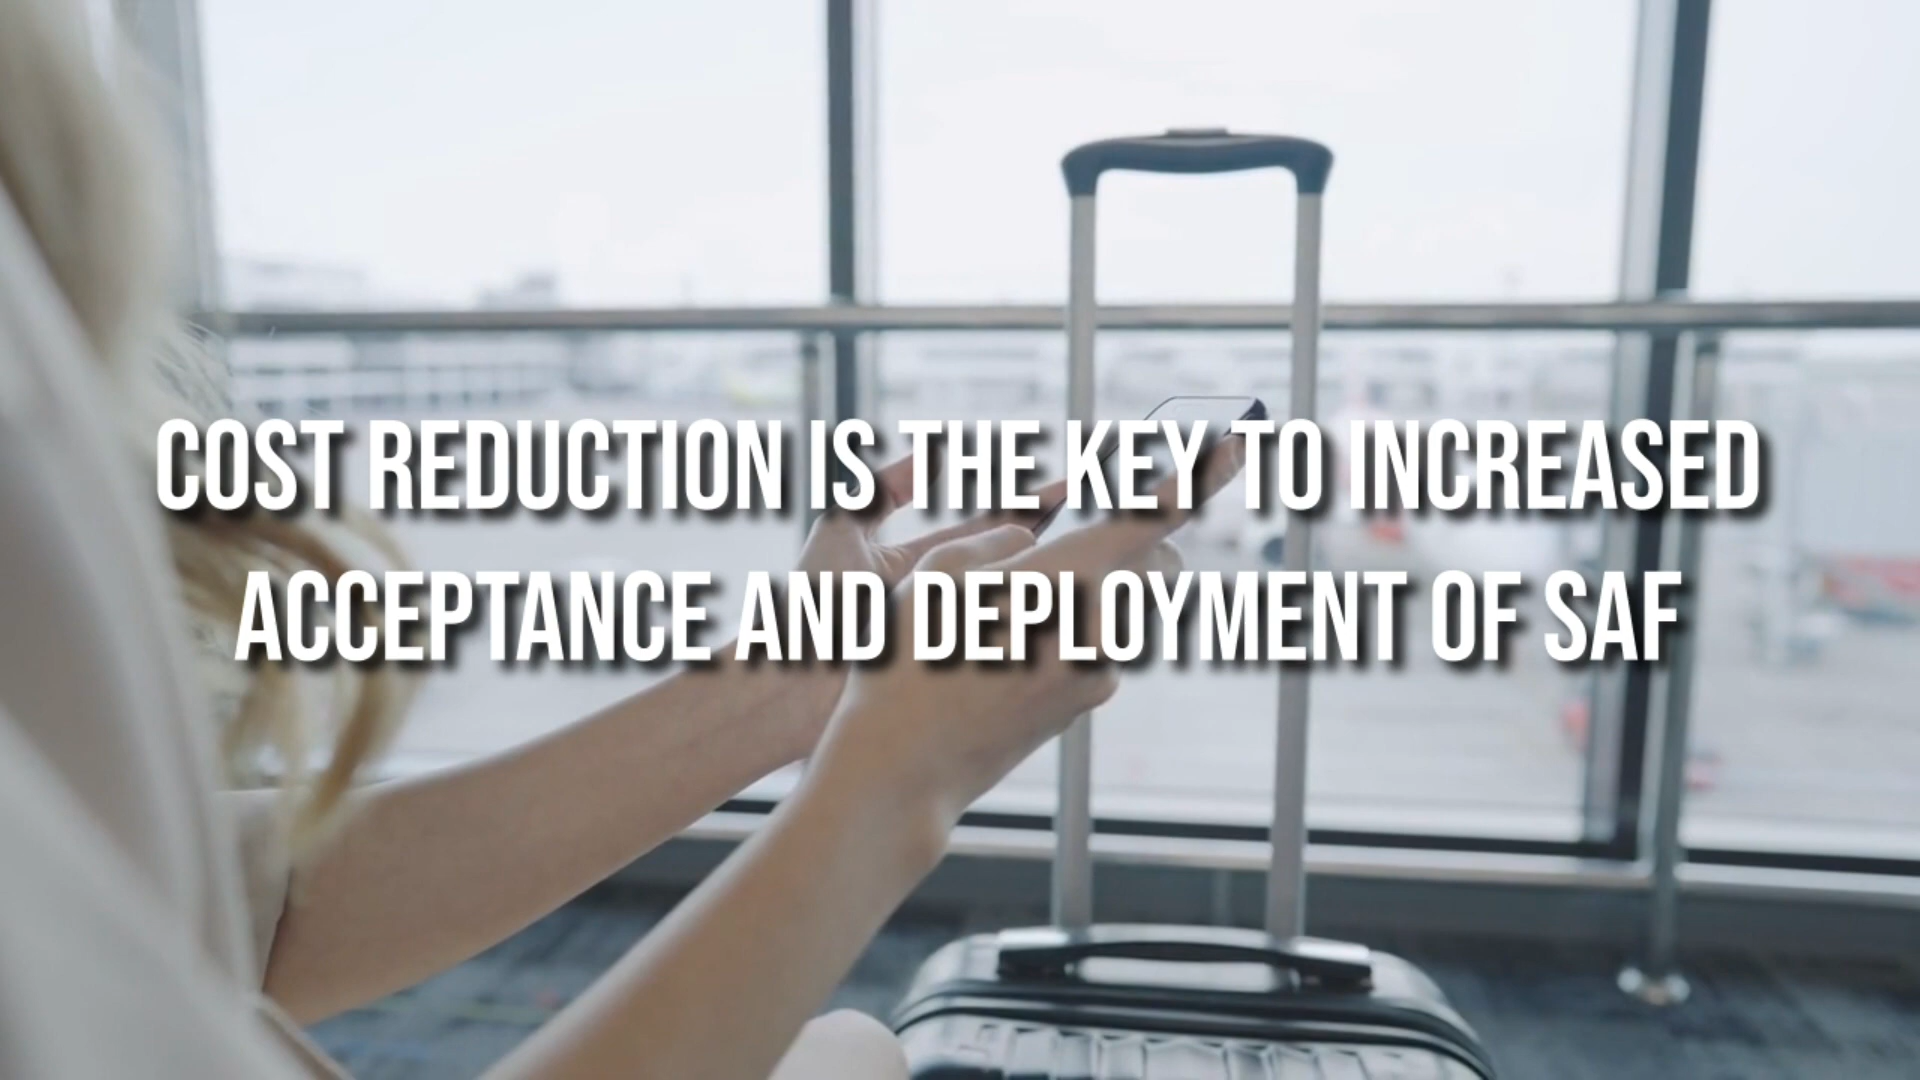 COST REDUCTION IS THE KEY TO INCREASED
ACCEPTANCE AND DEPLOYMENT OF SAF